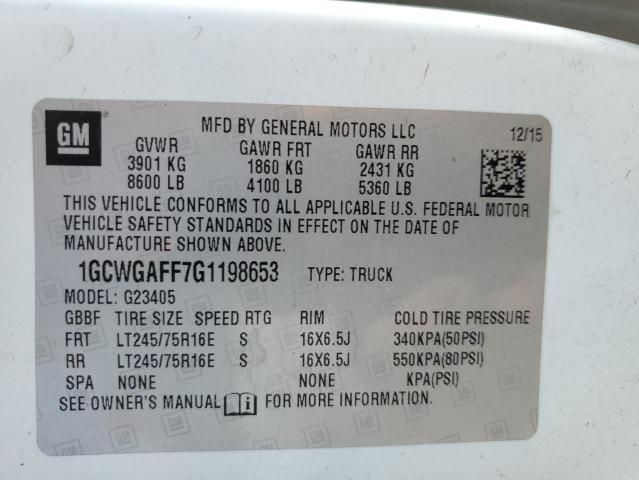 GM
MFD BY GENERAL MOTORS LLC 12/15
GVWR GAWR FRT GAWR RR
3901 KG 1860 KG 2431 KG
8600 LB 4100 LB 5360 LB
THIS VEHICLE CONFORMS TO ALL APPLICABLE U.S. FEDERAL MOTOR
VEHICLE SAFETY STANDARDS IN EFFECT ON THE DATE OF
MANUFACTURE SHOWN ABOVE.
1GCWGAFF7G1198653 TYPE: TRUCK
MODEL: G23405
GBBF TIRE SIZE SPEED RTG RIM COLD TIRE PRESSURE
FRT LT245/75R16E S 16X6.5J 340KPA(50PSI)
RR LT245/75R16E S 16X6.5J 550KPA(80PSI)
SPA NONE NONE KPA(PSI)
SEE OWNER'S MANUAL FOR MORE INFORMATION.